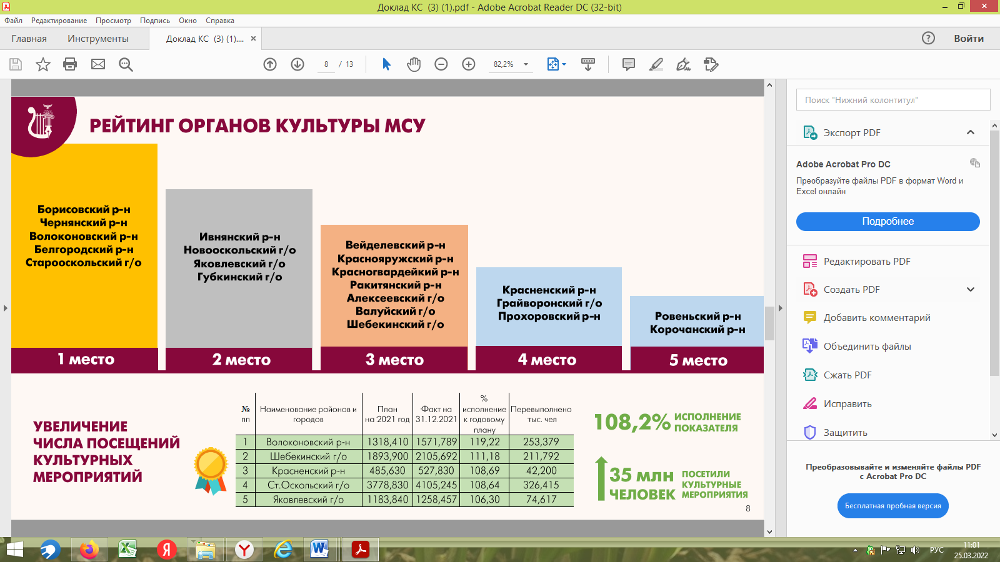 Доклад КС  (3) (1).pdf - Adobe Acrobat Reader DC (32-bit)
Файл Редактирование Просмотр Подпись Окно Справка
Главная Инструменты Доклад КС  (3) (1).... × Войти
8 / 13 82,2%
РЕЙТИНГ ОРГАНОВ КУЛЬТУРЫ МСУ
Борисовский р-н
Чернянский р-н
Волоконовский р-н
Белгородский р-н
Старооскольский г/о
1 место
Ивнянский р-н
Новооскольский г/о
Яковлевский г/о
Губкинский г/о
2 место
Вейделевский р-н
Краснояружский р-н
Красногвардейкий р-н
Ракитянский р-н
Алексеевский г/о
Валуйский г/о
Шебекинский г/о
3 место
Красненский р-н
Грайворонский г/о
Прохоровский р-н
4 место
Ровеньский р-н
Корочанский р-н
5 место
УВЕЛИЧЕНИЕ
ЧИСЛА ПОСЕЩЕНИЙ
КУЛЬТУРНЫХ
МЕРОПРИЯТИЙ
№ пп Наименование районов и городов План на 2021 год Факт на 31.12.2021 % исполнение к годовому плану Перевыполнено тыс. чел
1 Волоконовский р-н 1318,410 1571,789 119,22 253,379
2 Шебекинский г/о 1893,900 2105,692 111,18 211,792
3 Красненский р-н 485,630 527,830 108,69 42,200
4 Ст.Оскольский г/о 3778,830 4105,245 108,64 326,415
5 Яковлевский г/о 1183,840 1258,457 106,30 74,617
108,2% ИСПОЛНЕНИЕ
ПОКАЗАТЕЛЯ
35 МЛН
ЧЕЛОВЕК
ПОСЕТИЛИ
КУЛЬТУРНЫЕ
МЕРОПРИЯТИЯ
8
Поиск "Нижний колонтитул"
Экспорт PDF
Adobe Acrobat Pro DC
Преобразуйте файлы PDF в формат Word и
Excel онлайн
Подробнее
Редактировать PDF
Создать PDF
Добавить комментарий
Объединить файлы
Сжать PDF
Исправить
Защитить
Преобразовывайте и изменяйте файлы PDF
с Acrobat Pro DC
Бесплатная пробная версия
РУС
11:01
25.03.2022